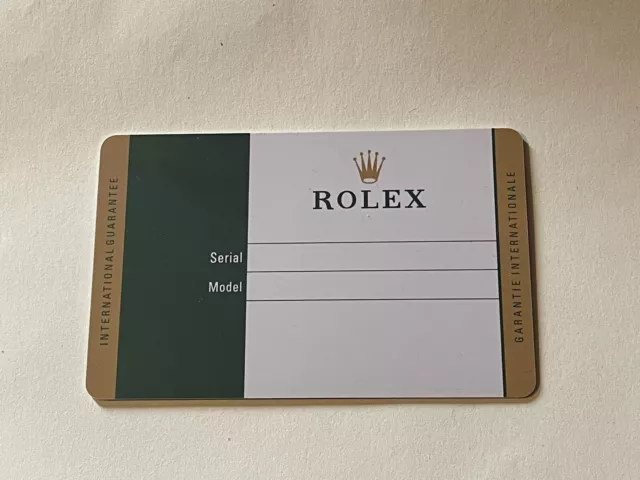 INTERNATIONAL GUARANTEE
ROLEX
Serial
Model
GARANTIE INTERNATIONALE